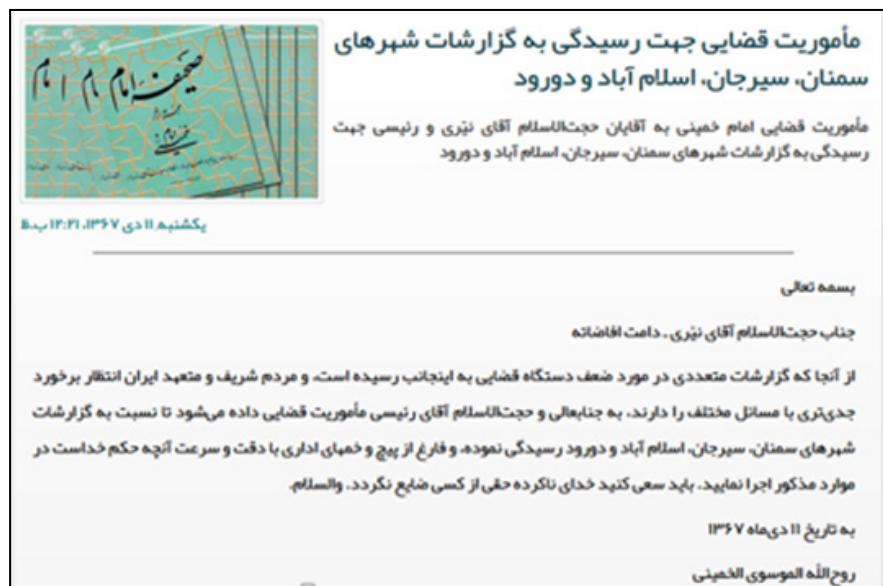 مأموریت قضایی جهت رسیدگی به گزارشات شهرهای
سمنان، سیرجان، اسلام آباد و دورود
مأموریت قضایی امام خمینی به آقایان حجت‌الاسلام آقای نیّری و رئیسی جهت
رسیدگی به گزارشات شهرهای سمنان، سیرجان، اسلام آباد و دورود
صحیفه امام
یکشنبه, ۱۱ دی ۱۳۶۷، ۱۲:۲۱ ب.ظ
بسمه تعالی
جناب حجت‌الاسلام آقای نیّری ـ دامت افاضاته
از آنجا که گزارشات متعددی در مورد ضعف دستگاه قضایی به اینجانب رسیده است، و مردم شریف و متعهد ایران انتظار برخورد
جدی‌تری با مسائل مختلف را دارند، به جنابعالی و حجت‌الاسلام آقای رئیسی مأموریت قضایی داده می‌شود تا نسبت به گزارشات
شهرهای سمنان، سیرجان، اسلام آباد و دورود رسیدگی نموده، و فارغ از پیچ و خمهای اداری با دقت و سرعت آنچه حکم خداست در
موارد مذکور اجرا نمایید. باید سعی کنید خدای ناکرده حقی از کسی ضایع نگردد. والسلام.
به تاریخ ۱۱ دی‌ماه ۱۳۶۷
روح‌اللّه الموسوی الخمینی